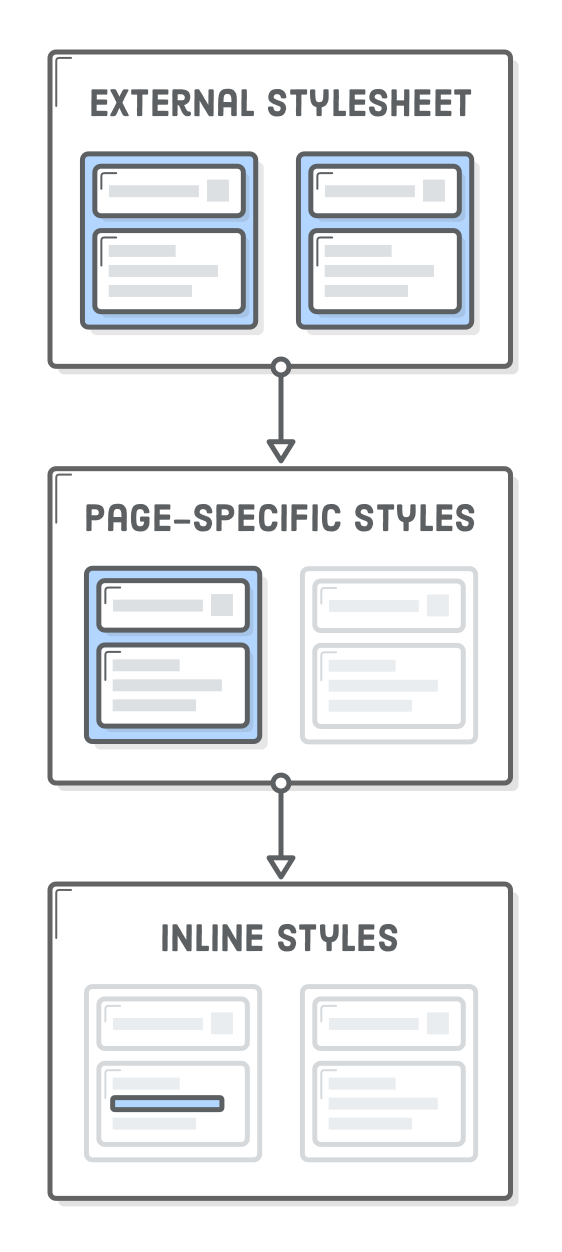 EXTERNAL STYLESHEET
PAGE–SPECIFIC STYLES
INLINE STYLES